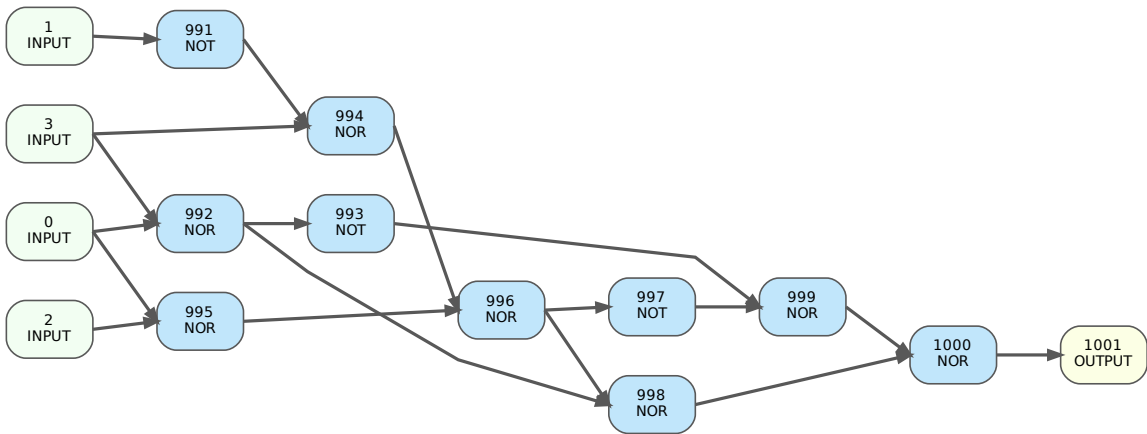 1
INPUT
991
NOT
3
INPUT
994
NOR
0
INPUT
992
NOR
993
NOT
2
INPUT
995
NOR
996
NOR
997
NOT
999
NOR
998
NOR
1000
NOR
1001
OUTPUT